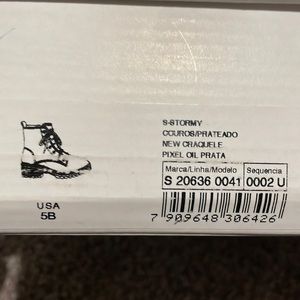 S-STORMY
COUROS/PRATEADO
NEW CRAQUELE
PIXEL OIL PRATA
Marca/Linha/Modelo Sequencia
S 20636 0041 0002 U
7 909648 306426
USA
5B